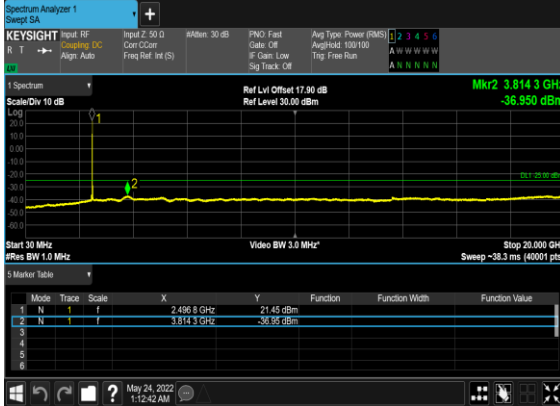 Spectrum Analyzer 1
Swept SA
+
KEYSIGHT Input: RF Input Z: 50 Ω #Atten: 30 dB PNO: Fast Avg Type: Power (RMS) 1 2 3 4 5 6
R T Coupling: DC Corr CCorr Gate: Off Avg|Hold: 100/100 A W W W W W
Align: Auto Freq Ref: Int (S) IF Gain: Low Trig: Free Run
Sig Track: Off A N N N N N
1 Spectrum
Ref Lvl Offset 17.90 dB Mkr2 3.814 3 GHz
Scale/Div 10 dB Ref Level 30.00 dBm -36.950 dBm
Log
20.0
10.0
0.00
-10.0
-20.0
-30.0
-40.0
-50.0
-60.0
1
2
DL1 -25.00 dBm
Start 30 MHz Video BW 3.0 MHz* Stop 20.000 GH
#Res BW 1.0 MHz Sweep ~38.3 ms (40001 pts
5 Marker Table
Mode Trace Scale X Y Function Function Width Function Value
1 N 1 f 2.496 8 GHz 21.45 dBm
2 N 1 f 3.814 3 GHz -36.95 dBm
3
4
5
6
? May 24, 2022
1:12:42 AM